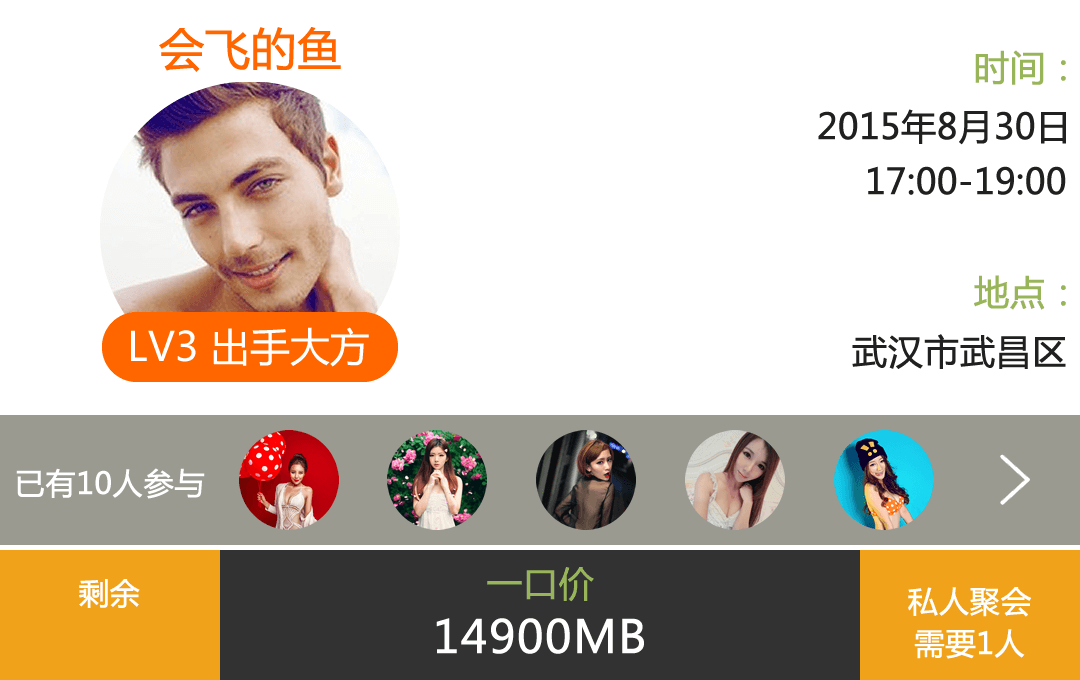 会飞的鱼
LV3 出手大方
时间：
2015年8月30日
17:00-19:00
地点：
武汉市武昌区
已有10人参与
剩余
一口价
14900MB
私人聚会
需要1人